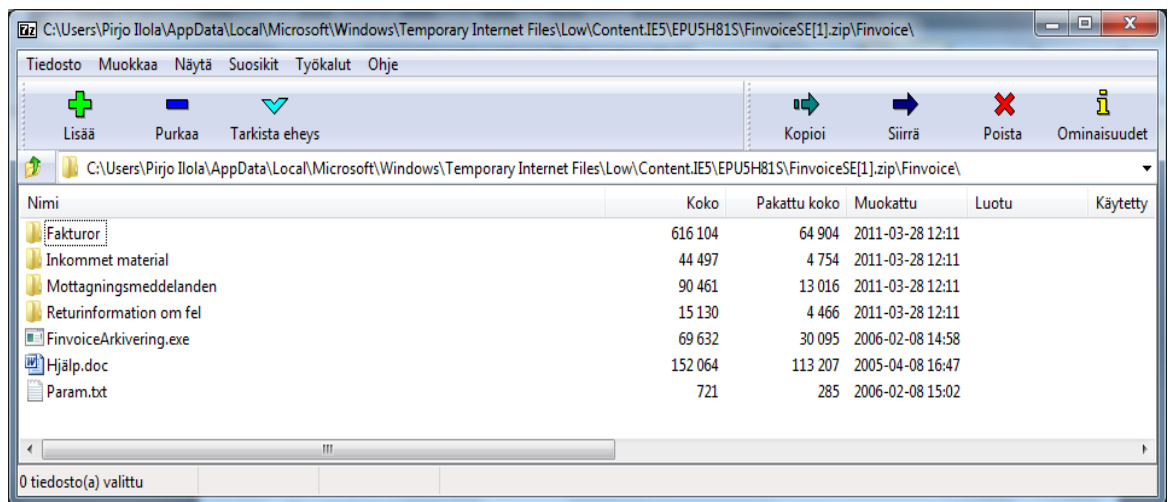 7z C:\Users\Pirjo Ilola\AppData\Local\Microsoft\Windows\Temporary Internet Files\Low\Content.IE5\EPU5H81S\FinvoiceSE[1].zip\Finvoice\
Tiedosto Muokkaa Näytä Suosikit Työkalut Ohje
Lisää Purkaa Tarkista eheys Kopioi Siirrä Poista Ominaisuudet
C:\Users\Pirjo Ilola\AppData\Local\Microsoft\Windows\Temporary Internet Files\Low\Content.IE5\EPU5H81S\FinvoiceSE[1].zip\Finvoice\
Nimi Koko Pakattu koko Muokattu Luotu Käytetty
Fakturor 616 104 64 904 2011-03-28 12:11
Inkommet material 44 497 4 754 2011-03-28 12:11
Mottagningsmeddelanden 90 461 13 016 2011-03-28 12:11
Returinformation om fel 15 130 4 466 2011-03-28 12:11
FinvoiceArkivering.exe 69 632 30 095 2006-02-08 14:58
Hjälp.doc 152 064 113 207 2005-04-08 16:47
Param.txt 721 285 2006-02-08 15:02
0 tiedosto(a) valittu